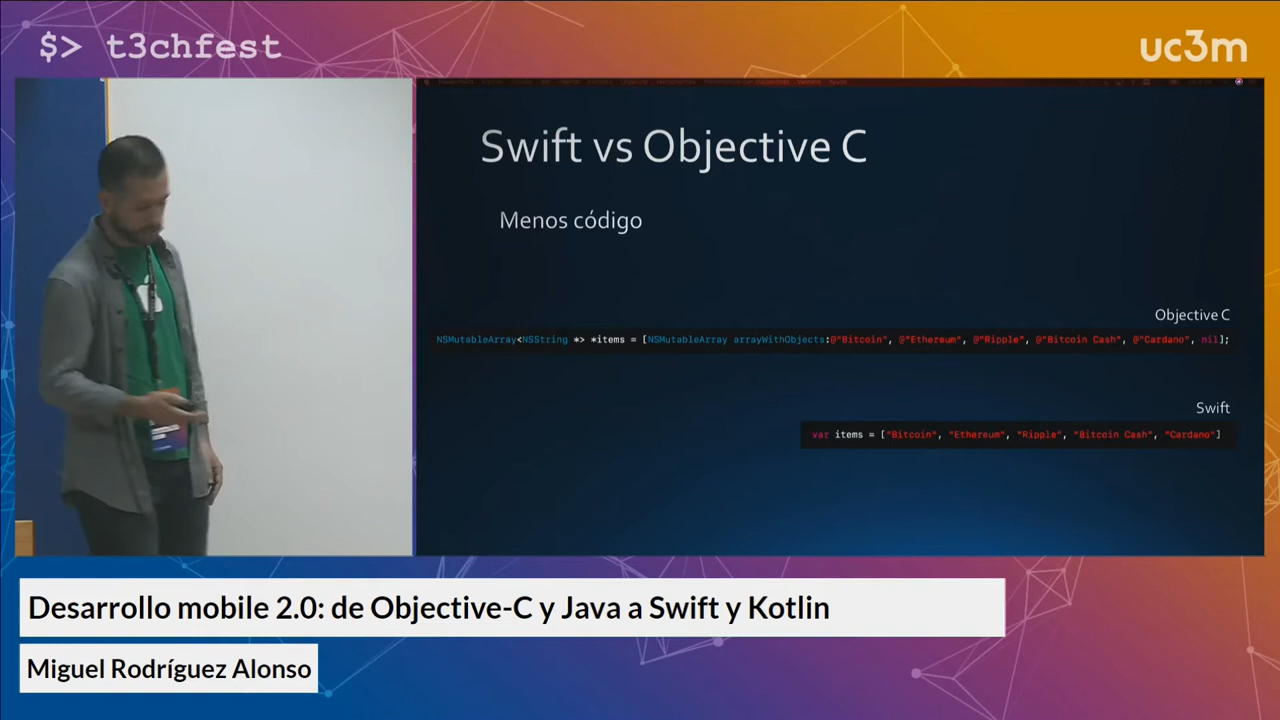 $> t3chfest
uc3m
Swift vs Objective C
Menos código
Objective C
NSMutableArray<NSString *> *items = [NSMutableArray arrayWithObjects:@"Bitcoin", @"Ethereum", @"Ripple", @"Bitcoin Cash", @"Cardano", nil];
Swift
var items = ["Bitcoin", "Ethereum", "Ripple", "Bitcoin Cash", "Cardano"]
Desarrollo mobile 2.0: de Objective-C y Java a Swift y Kotlin
Miguel Rodríguez Alonso